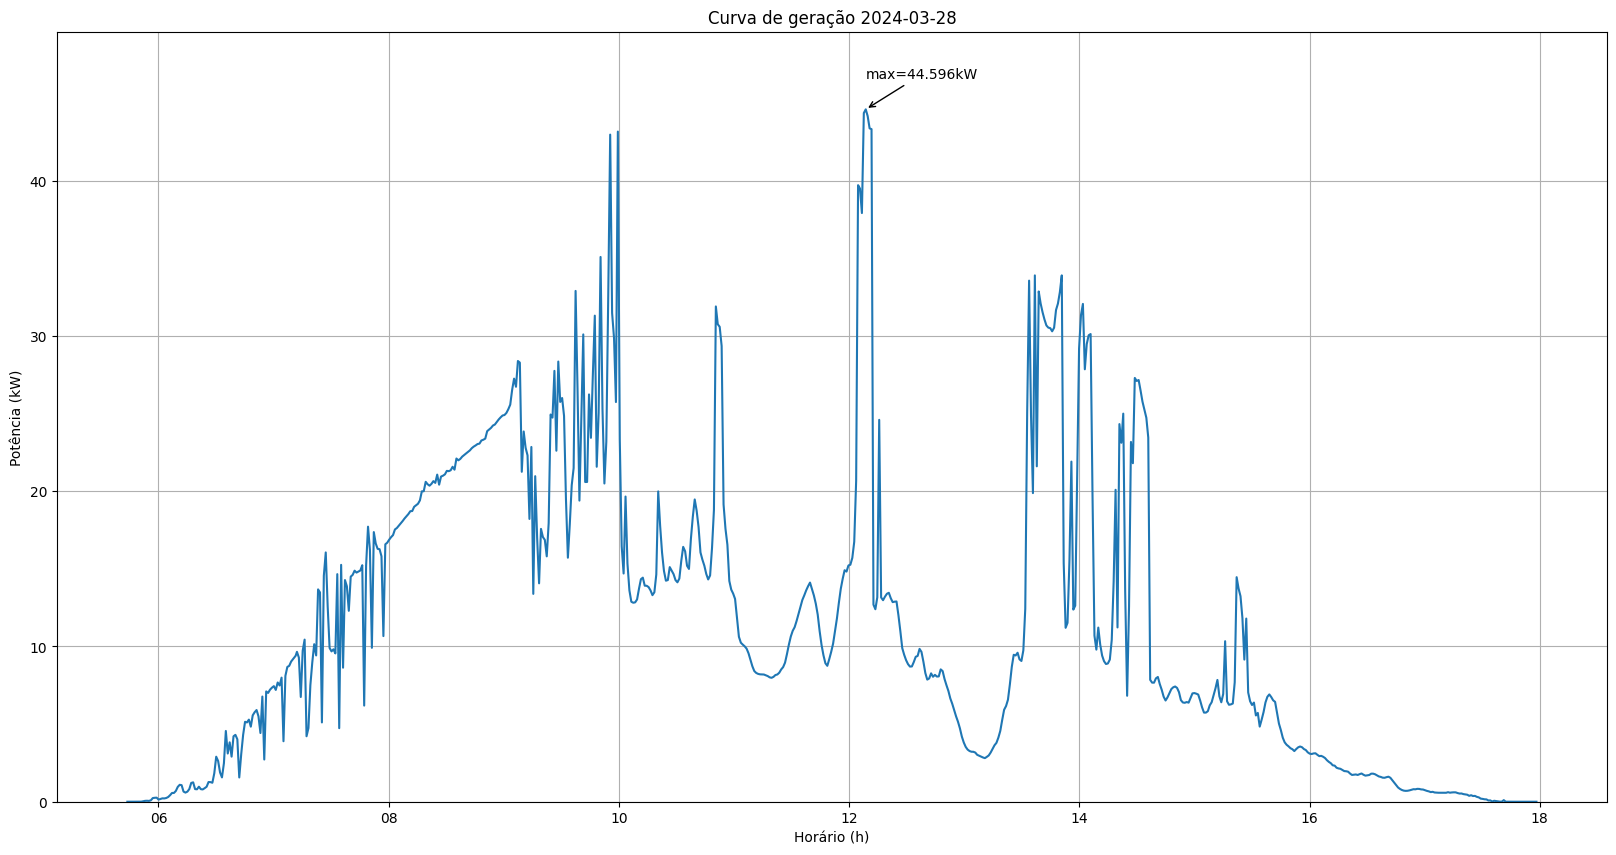 Curva de geração 2024-03-28
max=44.596kW
Potência (kW)
40
30
20
10
0
06 08 10 12 14 16 18
Horário (h)